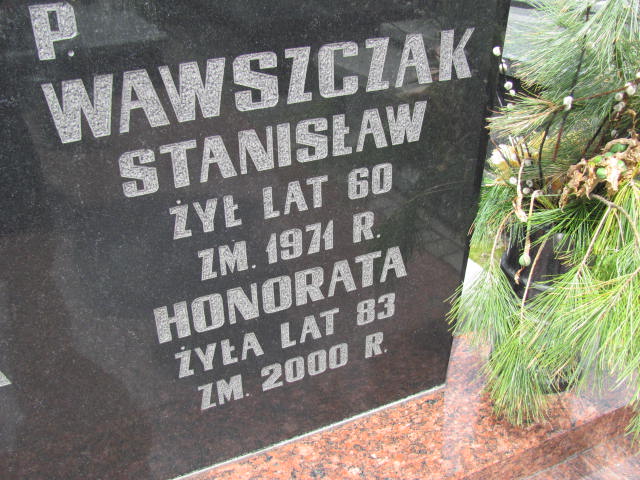 P.
WAWSZCZAK
STANISŁAW
ŻYŁ LAT 60
ZM. 1971 R.
HONORATA
ŻYŁA LAT 83
ZM. 2000 R.